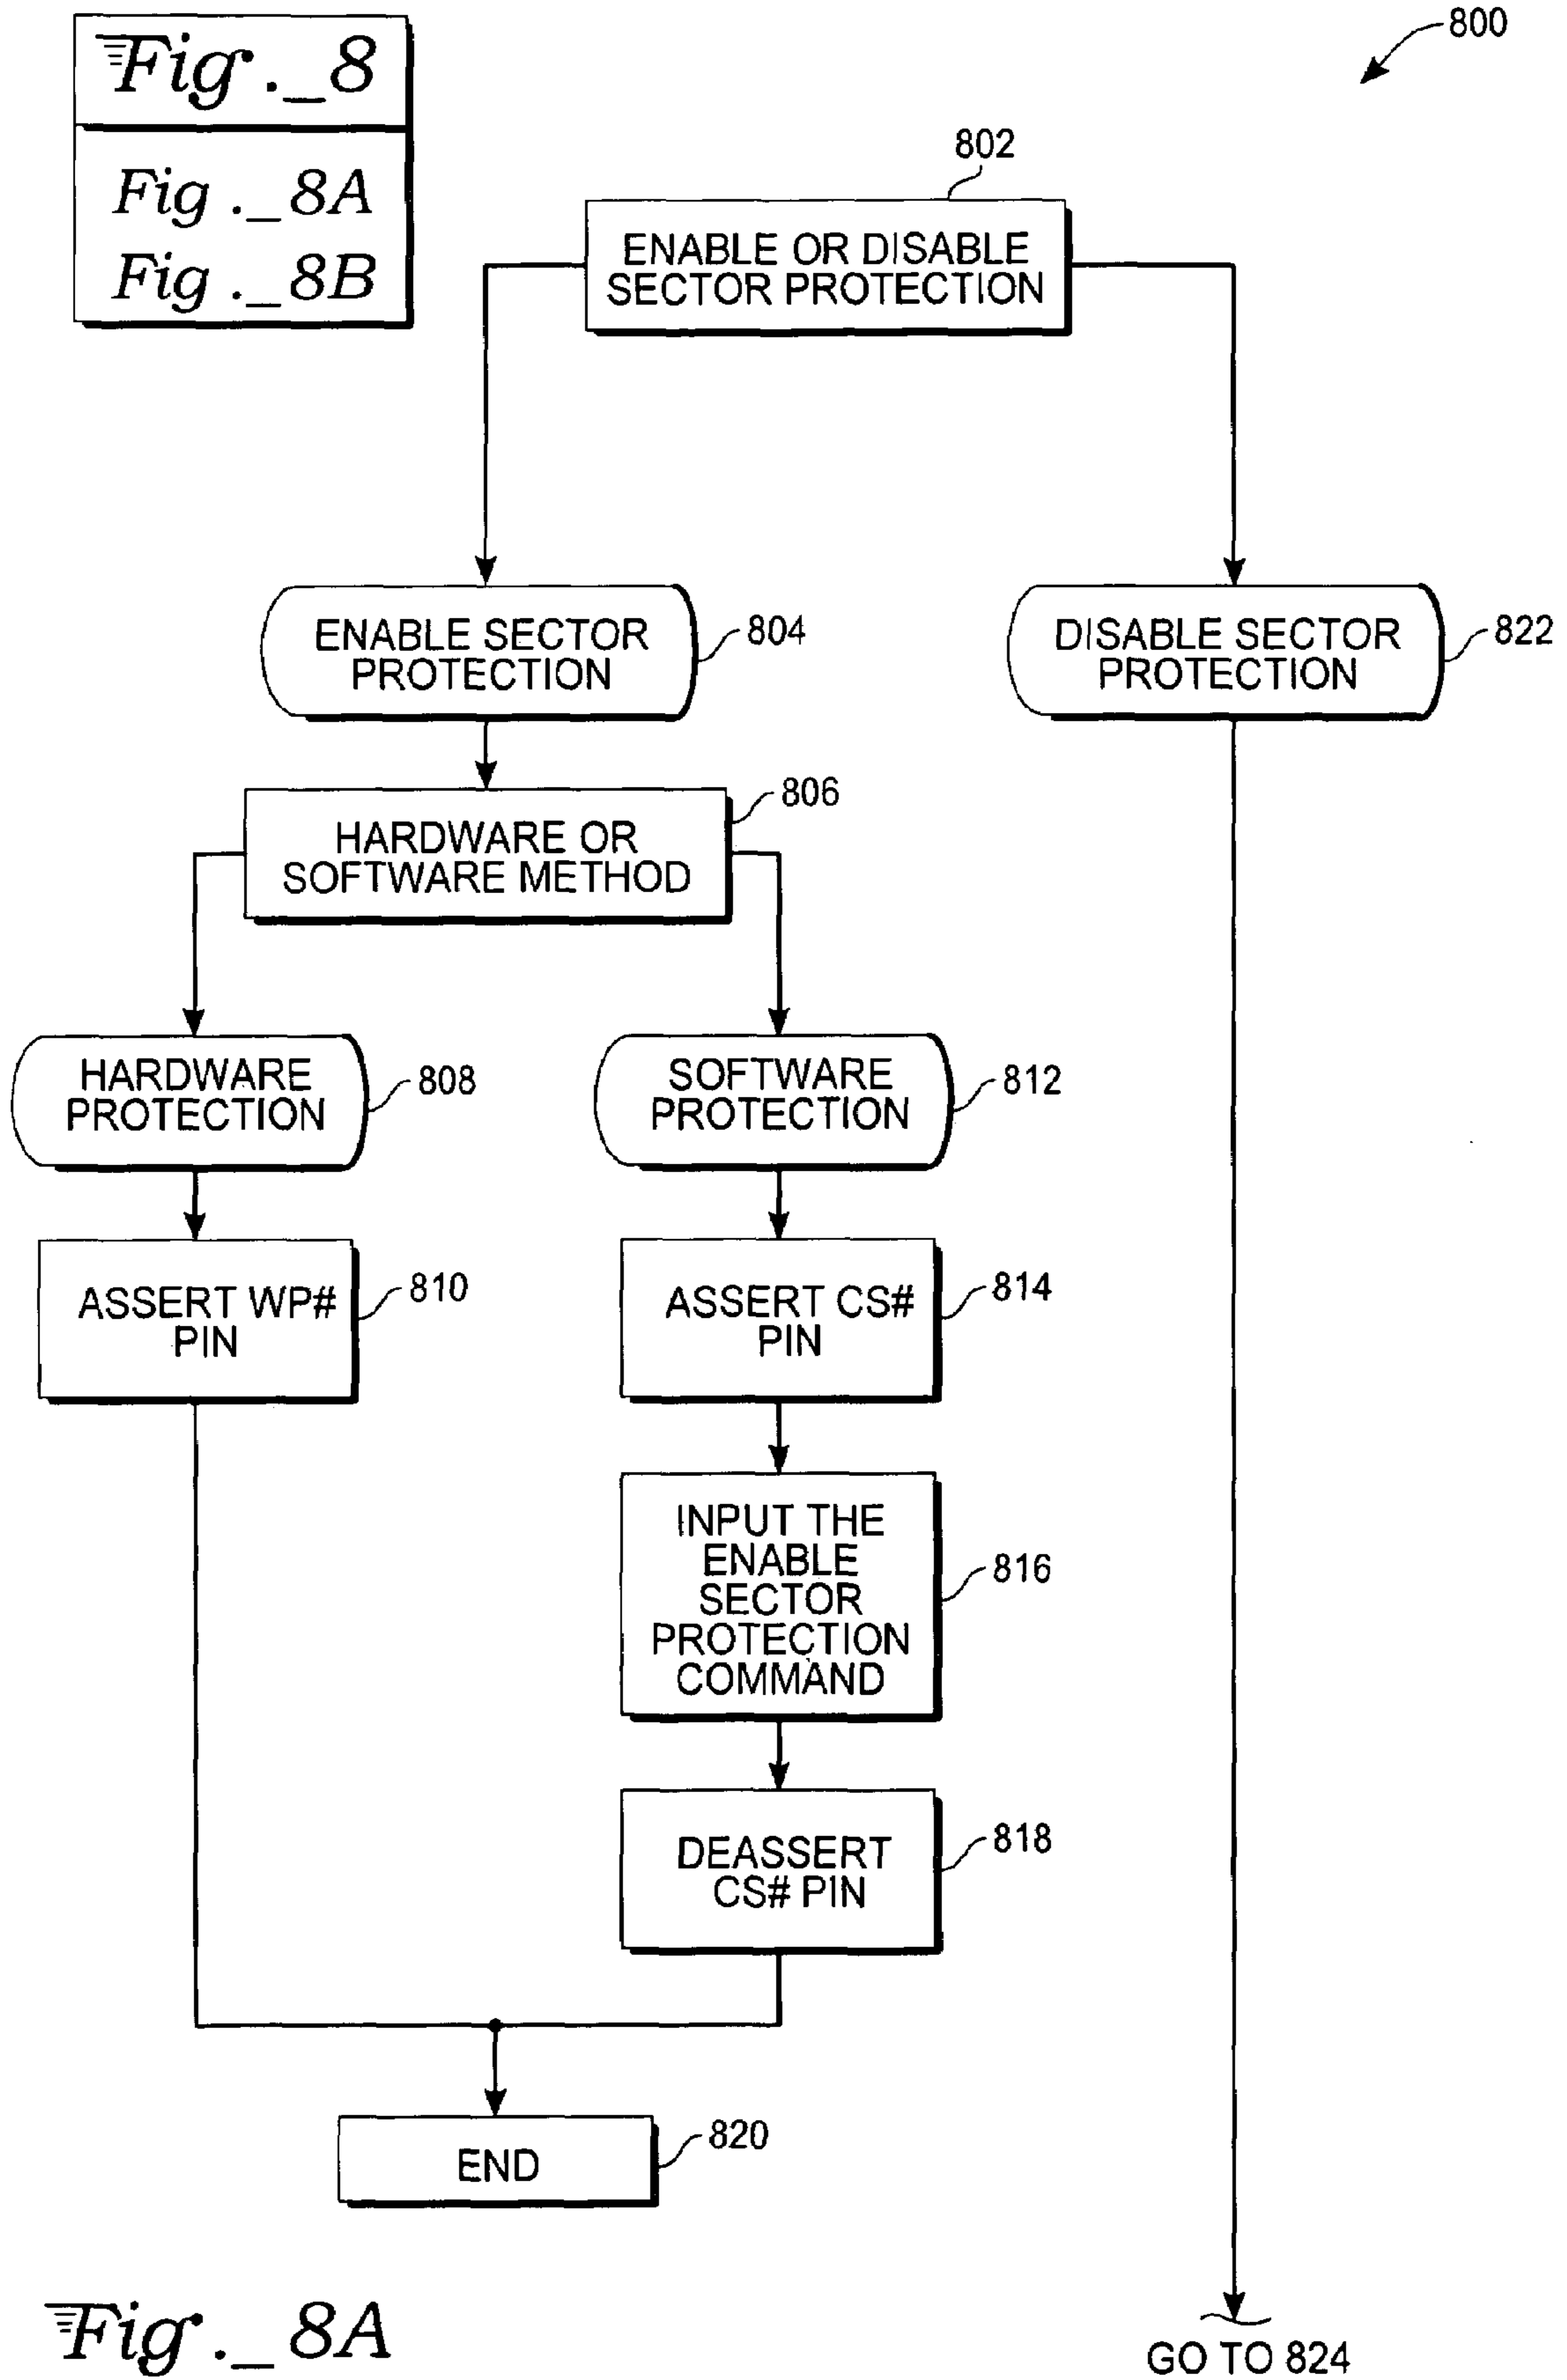 Fig._8
Fig._8A
Fig._8B
800
802
ENABLE OR DISABLE
SECTOR PROTECTION
ENABLE SECTOR
PROTECTION
804
DISABLE SECTOR
PROTECTION
822
HARDWARE OR
SOFTWARE METHOD
806
HARDWARE
PROTECTION
808
SOFTWARE
PROTECTION
812
ASSERT WP#
PIN
810
ASSERT CS#
PIN
814
INPUT THE
ENABLE
SECTOR
PROTECTION
COMMAND
816
DEASSERT
CS# PIN
818
END
820
Fig._8A
GO TO 824